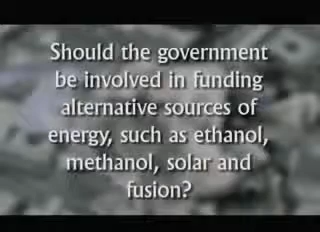 Should the government
be involved in funding
alternative sources of
energy, such as ethanol,
methanol, solar and
fusion?